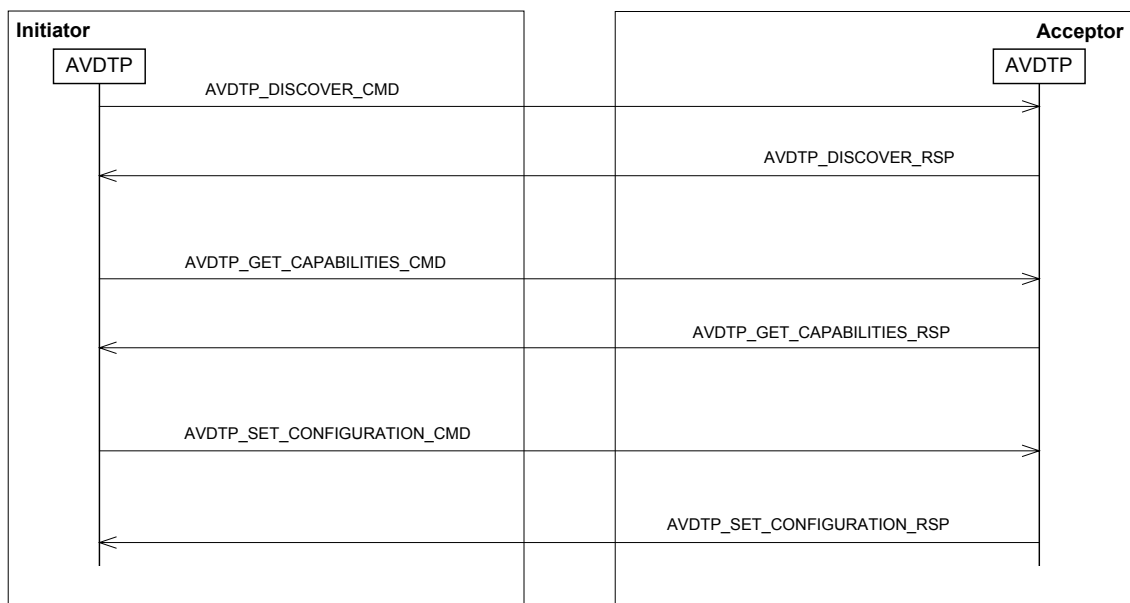 Initiator
Acceptor
AVDTP
AVDTP
AVDTP_DISCOVER_CMD
AVDTP_DISCOVER_RSP
AVDTP_GET_CAPABILITIES_CMD
AVDTP_GET_CAPABILITIES_RSP
AVDTP_SET_CONFIGURATION_CMD
AVDTP_SET_CONFIGURATION_RSP